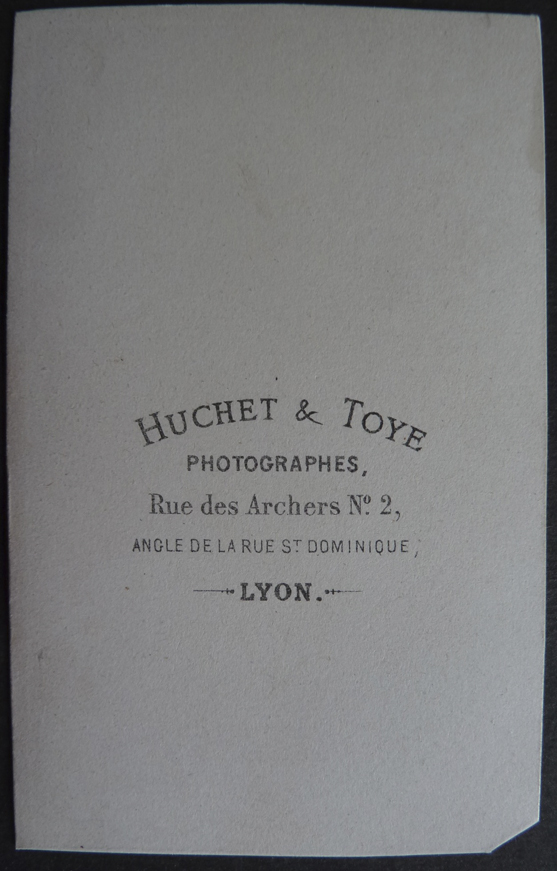 HUCHET & TOYE
PHOTOGRAPHES,
Rue des Archers Nº 2,
ANGLE DE LA RUE ST DOMINIQUE,
LYON.